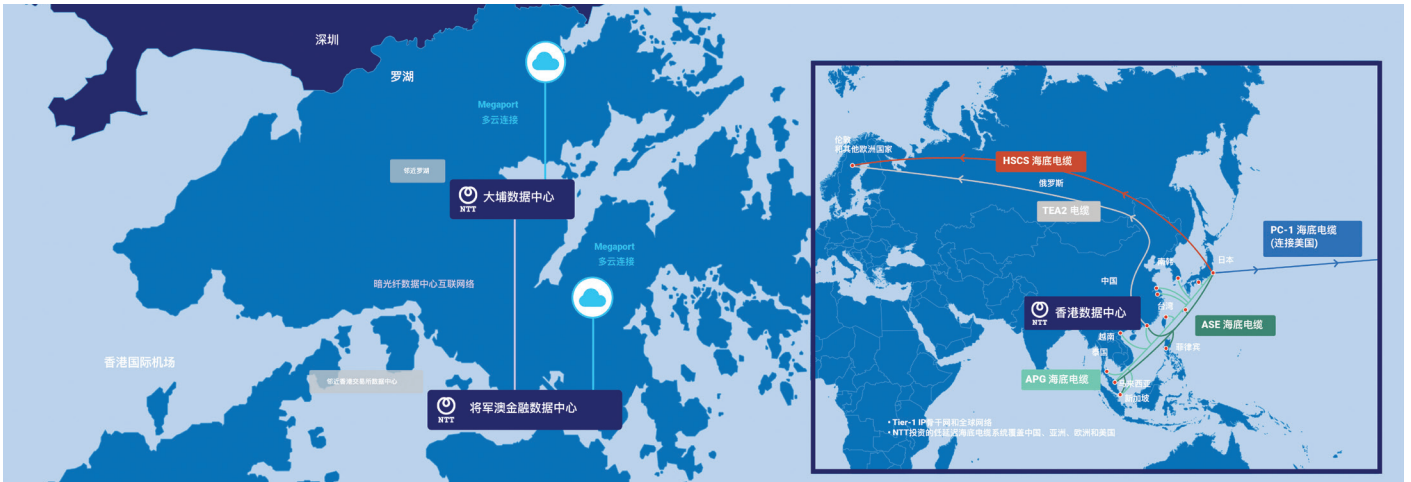 深圳
罗湖
Megaport
多云连接
邻近罗湖
NTT
大埔数据中心
Megaport
多云连接
暗光纤数据中心互联网络
香港国际机场
邻近香港交易所数据中心
NTT
将军澳金融数据中心
伦敦
和其他欧洲国家
HSCS 海底电缆
俄罗斯
TEA2 电缆
PC-1 海底电缆
(连接美国)
日本
南韩
中国
台湾
NTT
香港数据中心
ASE 海底电缆
越南
泰国
菲律宾
APG 海底电缆
马来西亚
新加坡
• Tier-1 IP骨干网和全球网络
• NTT投资的低延迟海底电缆系统覆盖中国、亚洲、欧洲和美国